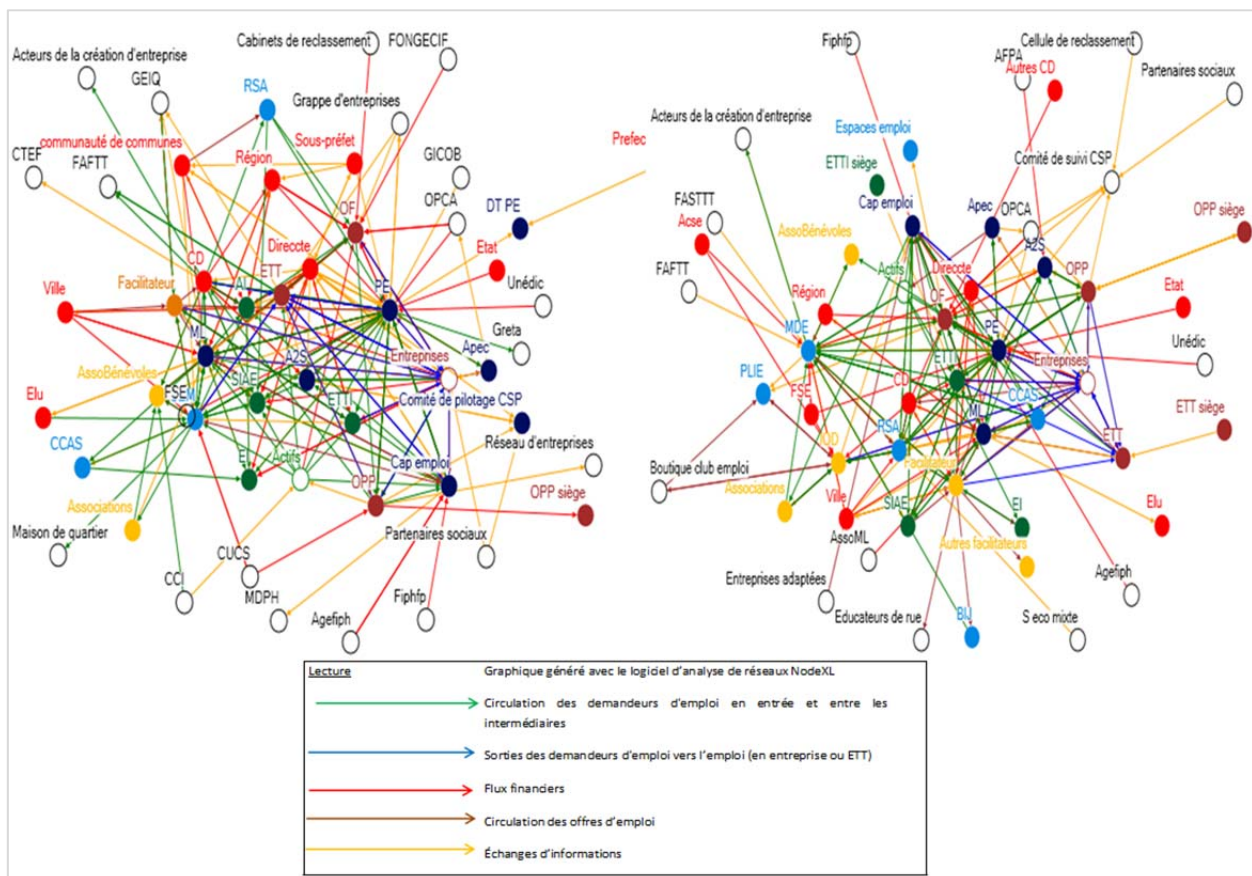 Cabinets de reclassement
FONGECIF
Acteurs de la création d'entreprise
GEIQ
RSA
Grappe d'entreprises
communauté de communes
Sous-préfet
CTEF
FAFTT
Région
GICOB
OPCA
DT PE
OF
CD
Direccte
Etat
ETT
Facilitateur
AI
PE
Unédic
Ville
ML
Greta
A2S
Entreprises
Apec
AssoBénévoles
SIAE
Comité de pilotage CSP
ETTI
Elu
Réseau d'entreprises
CCAS
EI
Actifs
Cap emploi
OPP
OPP siège
Associations
Maison de quartier
Partenaires sociaux
CUCS
CCI
MDPH
Agefiph
Fiphfp
Fiphfp
Cellule de reclassement
AFPA
Autres CD
Partenaires sociaux
Acteurs de la création d'entreprise
Espaces emploi
Prefec
ETTI siège
Comité de suivi CSP
Cap emploi
FASTTT
Apec
OPCA
Acse
AssoBénévoles
A2S
OPP siège
FAFTT
Actifs
Direccte
OPP
Région
OF
Etat
MDE
PE
Unédic
ETTI
Entreprises
PLIE
FSE
CD
CCAS
ML
ETT siège
RSA
ETT
Boutique club emploi
Facilitateur
Associations
Ville
SIAE
EI
Elu
AssoML
Autres facilitateurs
Entreprises adaptées
Agefiph
Educateurs de rue
BIJ
S eco mixte
Lecture
Graphique généré avec le logiciel d'analyse de réseaux NodeXL
Circulation des demandeurs d'emploi en entrée et entre les
intermédiaires
Sorties des demandeurs d'emploi vers l'emploi (en entreprise ou ETT)
Flux financiers
Circulation des offres d'emploi
Échanges d'informations